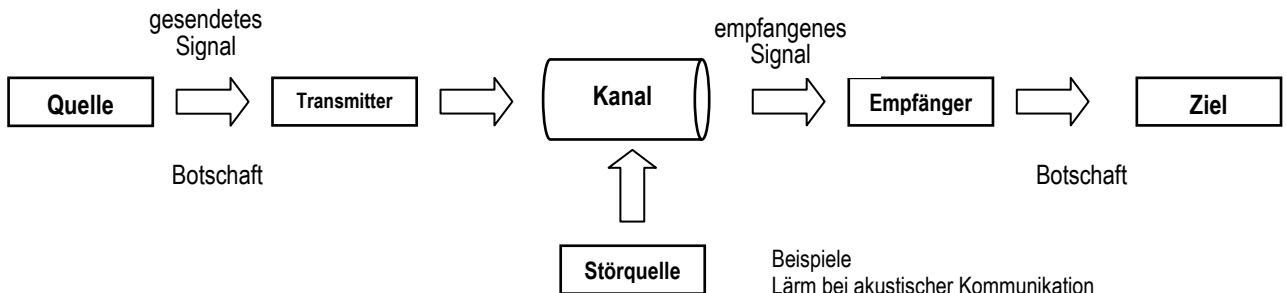 gesendetes
Signal
empfangenes
Signal
Quelle
Transmitter
Kanal
Empfänger
Ziel
Botschaft
Botschaft
Störquelle
Beispiele
Lärm bei akustischer Kommunikation